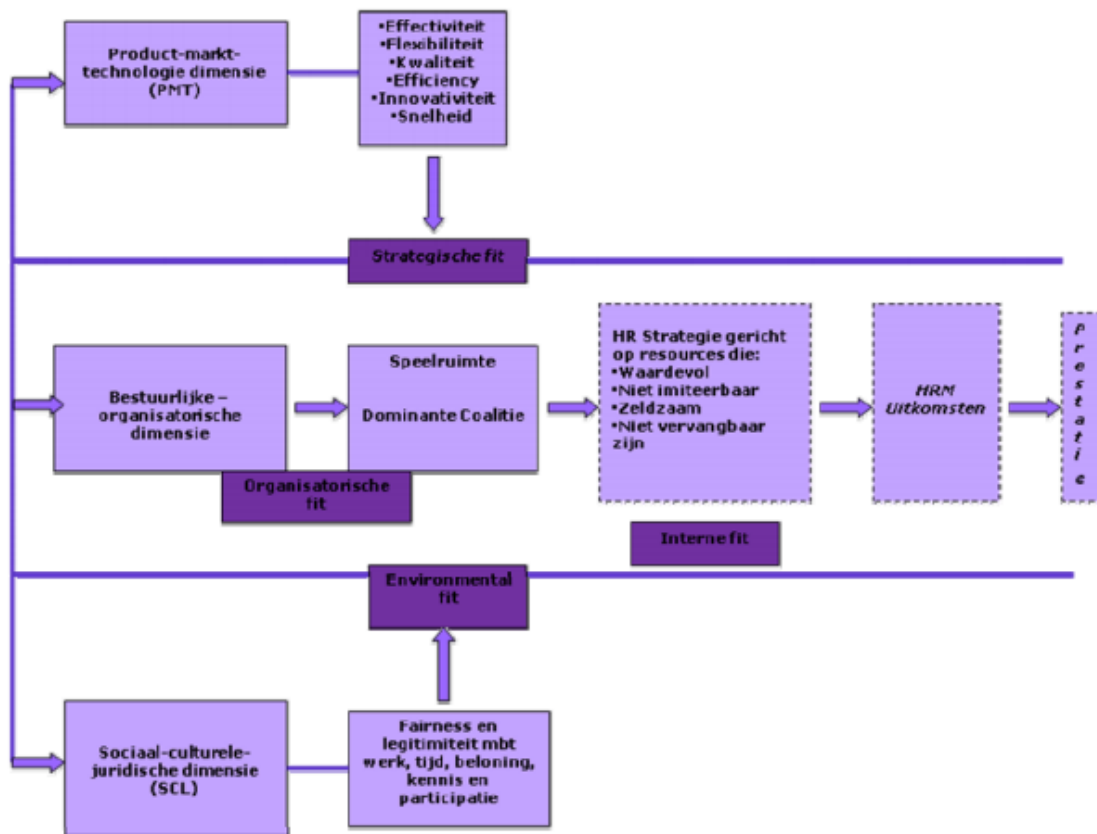 Product-markt-
technologie dimensie
(PMT)
•Effectiviteit
•Flexibiliteit
•Kwaliteit
•Efficiency
•Innovativiteit
•Snelheid
Strategische fit
Bestuurlijke –
organisatorische
dimensie
Speelruimte
Dominante Coalitie
HR Strategie gericht
op resources die:
•Waardevol
•Niet imiteerbaar
•Zeldzaam
•Niet vervangbaar
zijn
HRM
Uitkomsten
P
r
e
s
t
a
t
i
e
Organisatorische
fit
Interne fit
Environmental
fit
Sociaal-culturele-
juridische dimensie
(SCL)
Fairness en
legitimiteit mbt
werk, tijd, beloning,
kennis en
participatie